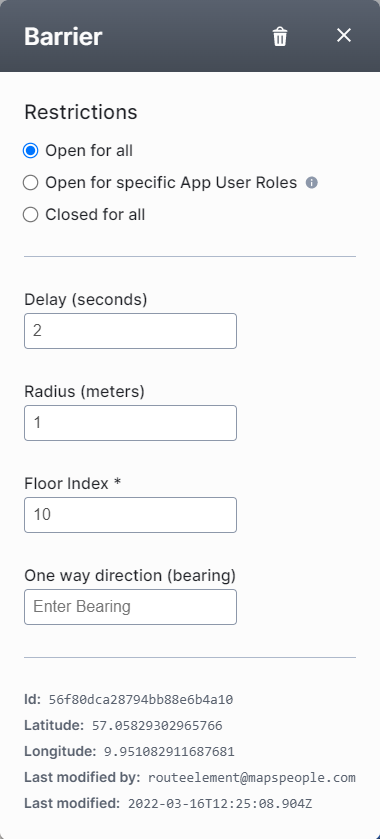 Barrier
Restrictions
Open for all
Open for specific App User Roles
Closed for all
Delay (seconds)
2
Radius (meters)
1
Floor Index *
10
One way direction (bearing)
Enter Bearing
Id: 56f80dca28794bb88e6b4a10
Latitude: 57.05829302965766
Longitude: 9.951082911687681
Last modified by: routeelement@mapspeople.com
Last modified: 2022-03-16T12:25:08.904Z